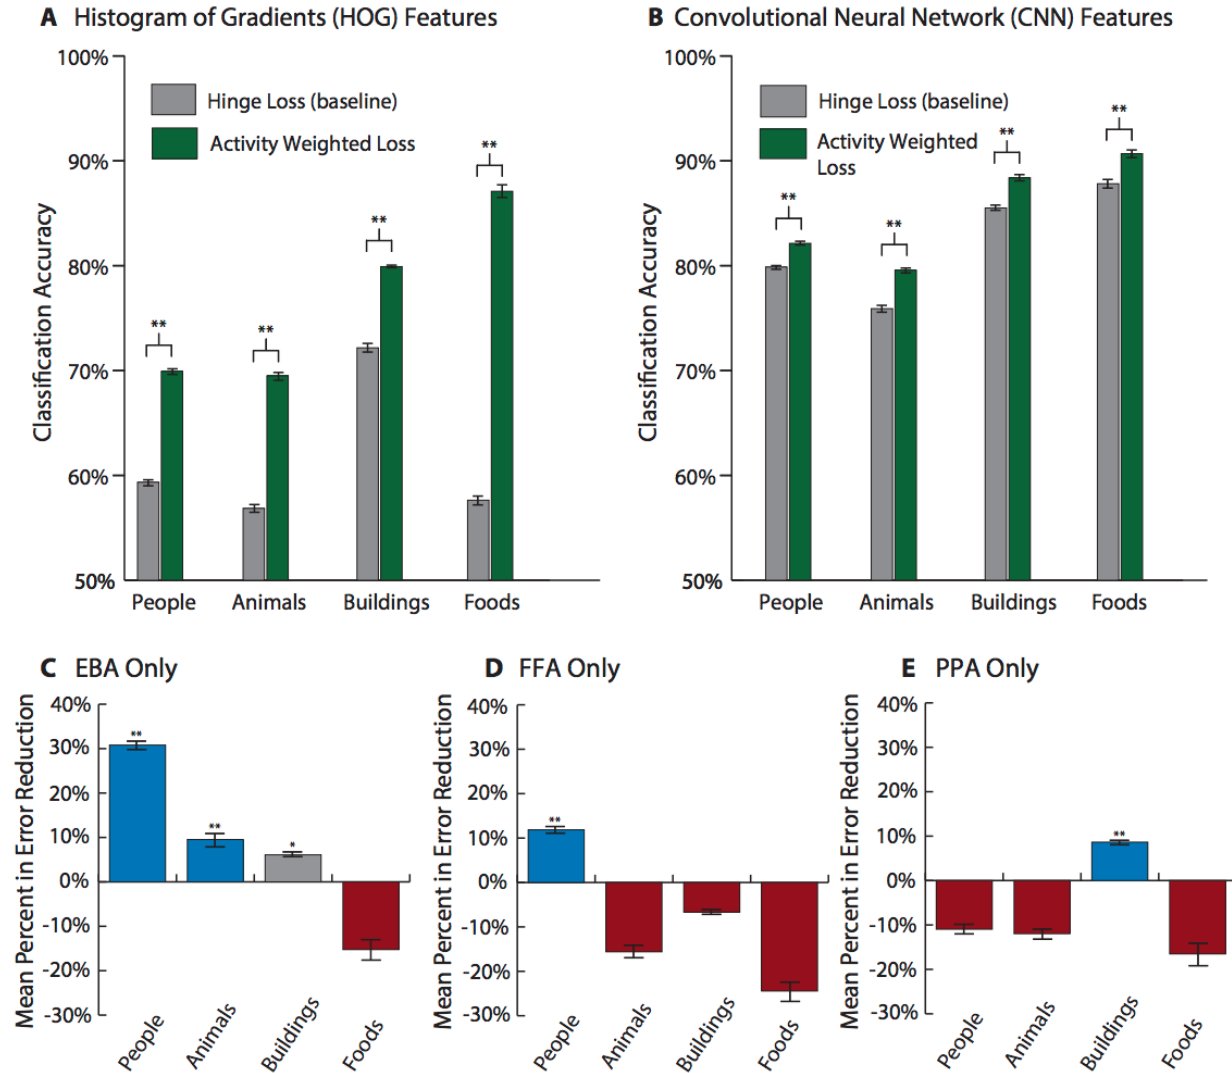 A Histogram of Gradients (HOG) Features
100%
90%
80%
70%
60%
50%
Classification Accuracy
Hinge Loss (baseline)
Activity Weighted Loss
**
**
**
**
People Animals Buildings Foods
B Convolutional Neural Network (CNN) Features
100%
90%
80%
70%
60%
50%
Classification Accuracy
Hinge Loss (baseline)
Activity Weighted
Loss
**
**
**
**
People Animals Buildings Foods
C EBA Only
40%
30%
20%
10%
0%
-10%
-20%
-30%
Mean Percent in Error Reduction
**
**
*
People Animals Buildings Foods
D FFA Only
40%
30%
20%
10%
0%
-10%
-20%
-30%
Mean Percent in Error Reduction
**
People Animals Buildings Foods
E PPA Only
40%
30%
20%
10%
0%
-10%
-20%
-30%
Mean Percent in Error Reduction
**
People Animals Buildings Foods